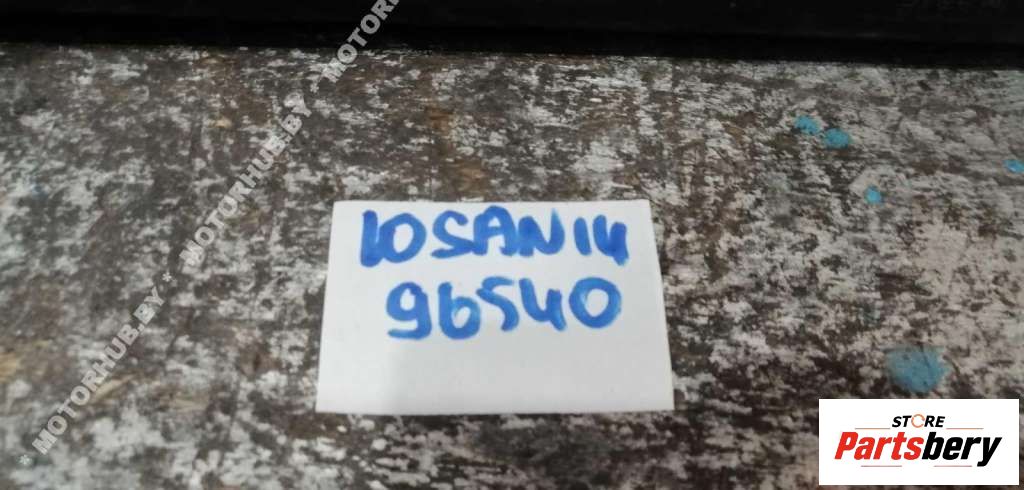 MOTORHUB.BY * MOTORHUB.BY * MOTOR
10SAN14
96540
STORE
Partsbery